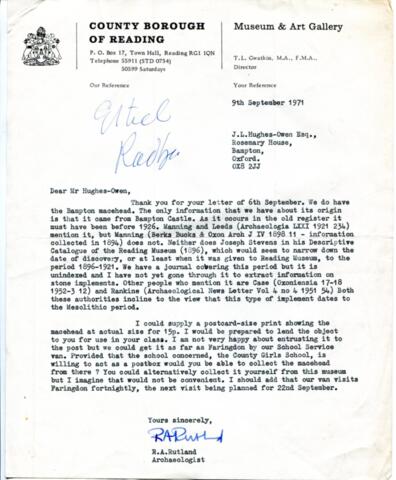 COUNTY BOROUGH
OF READING
P. O. Box 17, Town Hall, Reading RG1 1QN
Telephone 55911 (STD 0734)
50599 Saturdays
Museum & Art Gallery
T.L. Gwatkin, M.A., F.M.A.,
Director
Our Reference
Your Reference
9th September 1971
Ethel
J.L.Hughes-Owen Esq.,
Rosemary House,
Bampton,
Oxford.
OX8 2JJ
Dear Mr Hughes-Owen,
Thank you for your letter of 6th September. We do have
the Bampton macehead. The only information that we have about its origin
is that it came from Bampton Castle. As it occurs in the old register it
must have been before 1926. Manning and Leeds (Archaeologia LXXI 1921 234)
mention it, but Manning (Berks Bucks & Oxon Arch J IV 1898 11 - information
collected in 1894) does not. Neither does Joseph Stevens in his Descriptive
Catalogue of the Reading Museum (1896), which would seem to narrow down the
date of discovery, or at least when it was given to Reading Museum, to
the period 1896-1921. We have a journal covering this period but it is
unindexed and I have not yet gone through it to extract information on
stone implements. Other people who mention it are Case (Oxoniensia 17-18
1952-3 12) and Rankine (Archaeological News Letter Vol 4 no 4 1951 54) Both
these authorities incline to the view that this type of implement dates to
the Mesolithic period.
I could supply a postcard-size print showing the
macehead at actual size for 15p. I would be prepared to lend the object
to you for use in your class. I am not very happy about entrusting it to
the post but we could get it as far as Faringdon by our School Service
van. Provided that the school concerned, the County Girls School, is
willing to act as a postbox would you be able to collect the macehead
from there ? You could alternatively collect it yourself from this museum
but I imagine that would not be convenient. I should add that our van visits
Faringdon fortnightly, the next visit being planned for 22nd September.
Yours sincerely,
R A Rutland
R.A.Rutland
Archaeologist